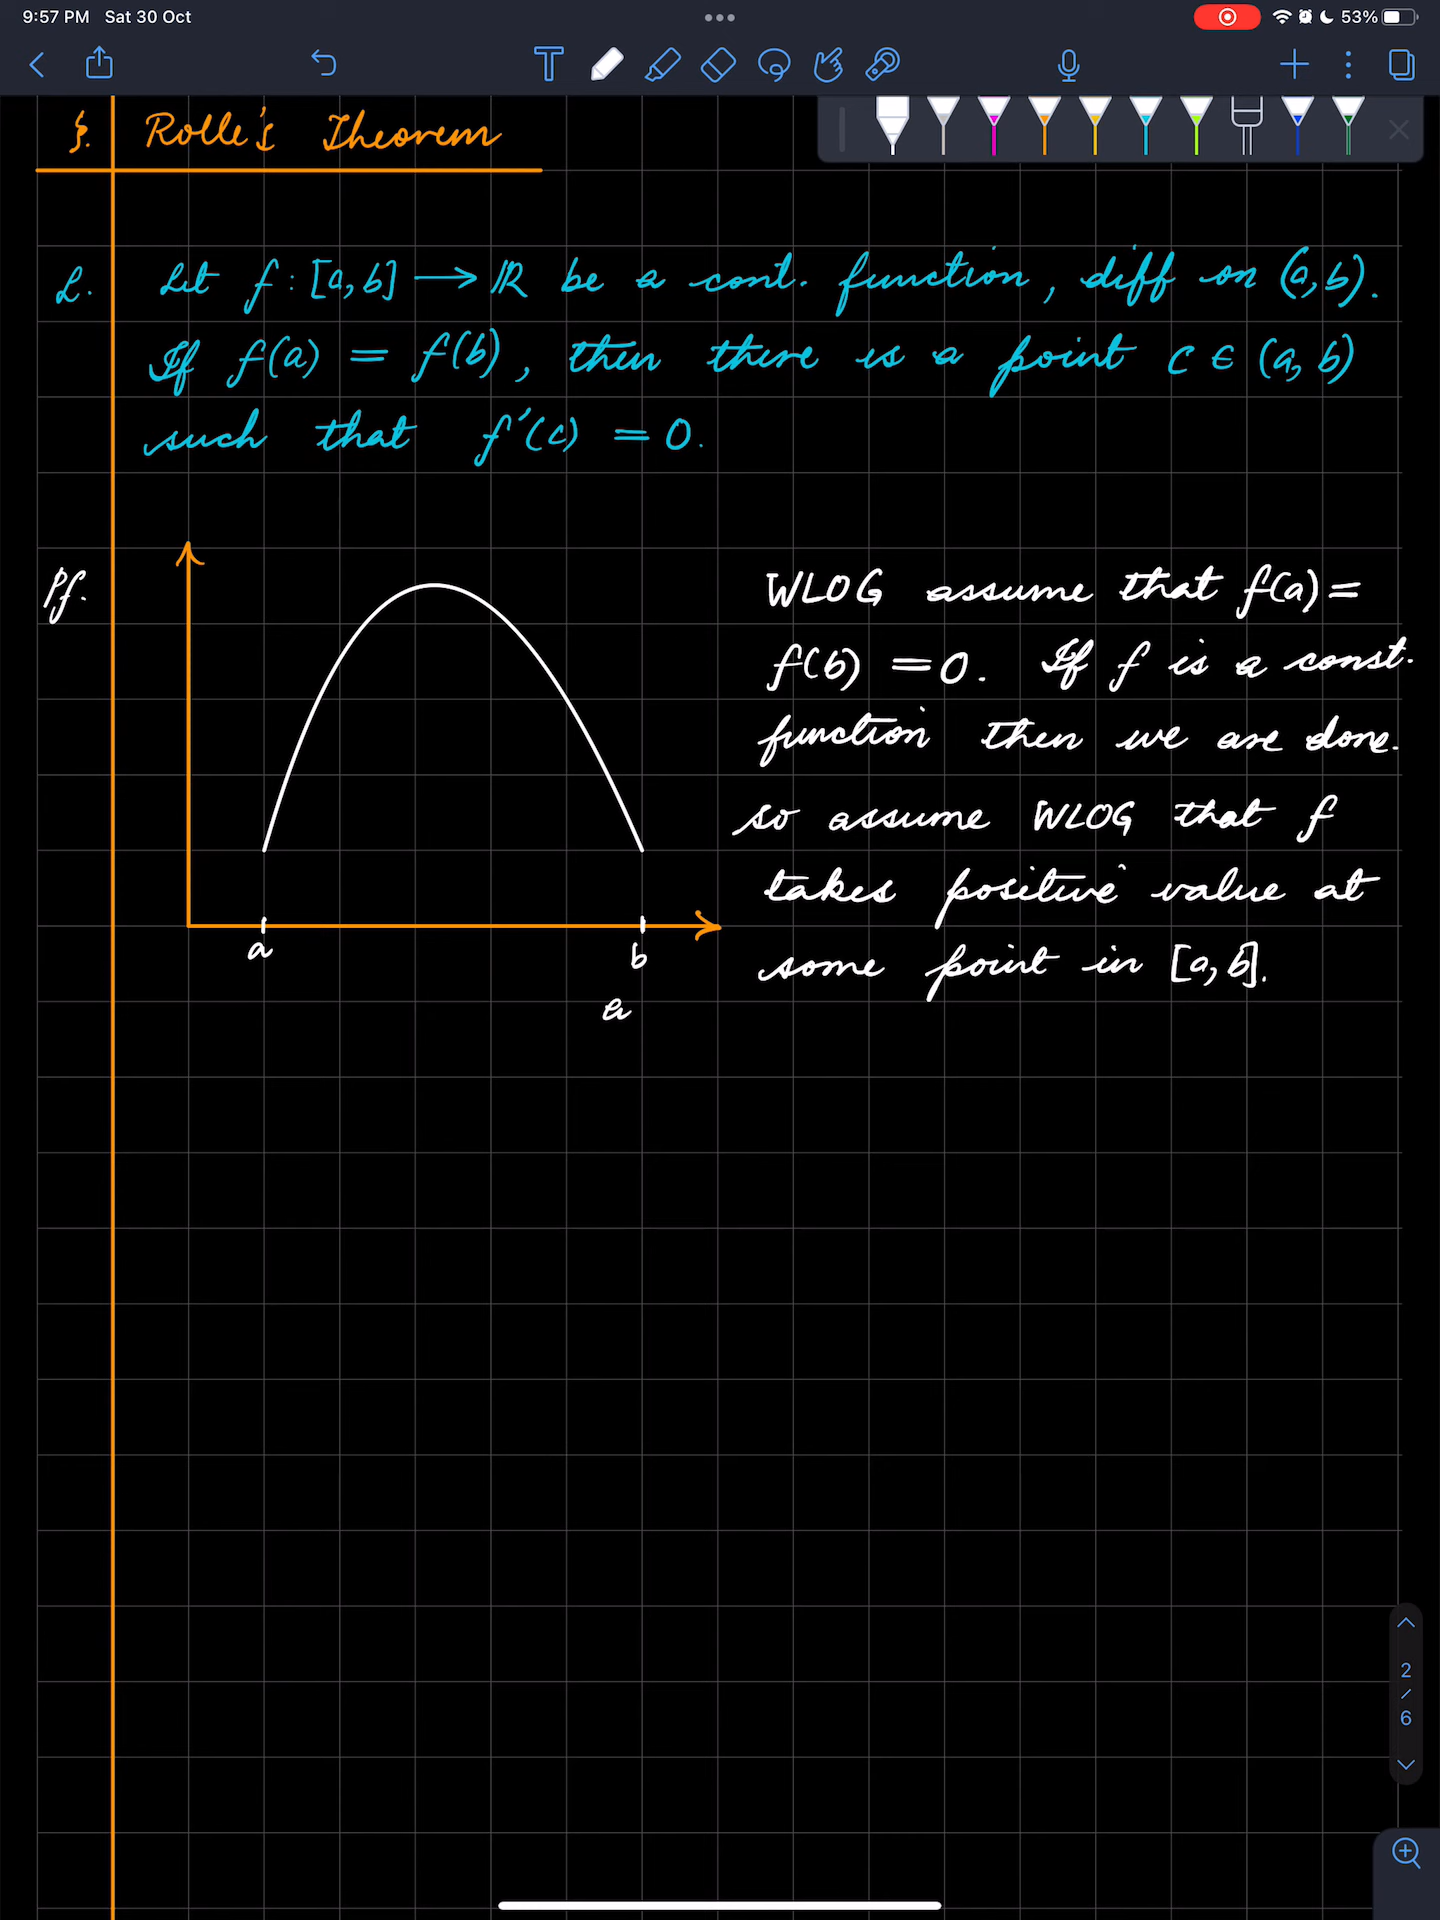 9:57 PM Sat 30 Oct
53%
§. Rolle's Theorem
L. Let f : [a,b] → ℝ be a cont. function, diff on (a,b).
If f(a) = f(b), then there is a point c ∈ (a, b)
such that f'(c) = 0.
Pf.
WLOG assume that f(a) =
f(b) = 0. If f is a const.
function then we are done.
so assume WLOG that f
takes positive value at
some point in [a,b].
a
b
2
/
6